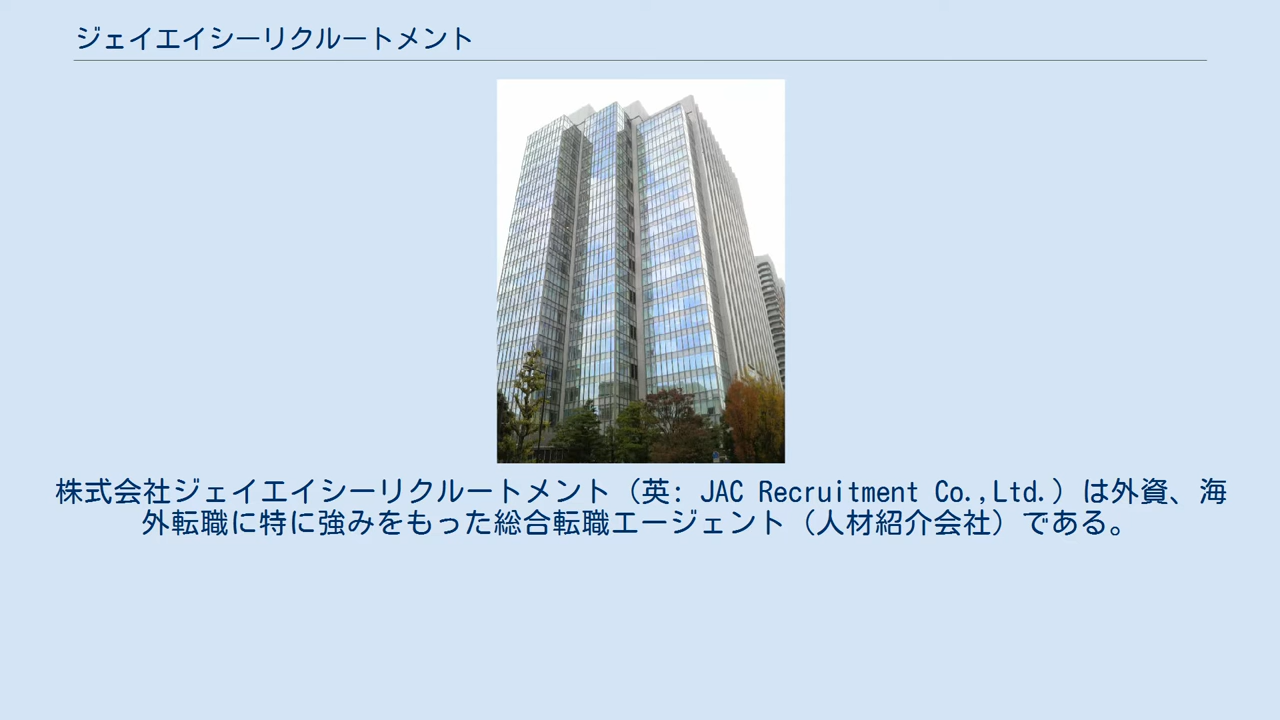 ジェイエイシーリクルートメント
株式会社ジェイエイシーリクルートメント（英: JAC Recruitment Co.,Ltd.）は外資、海
外転職に特に強みをもった総合転職エージェント（人材紹介会社）である。